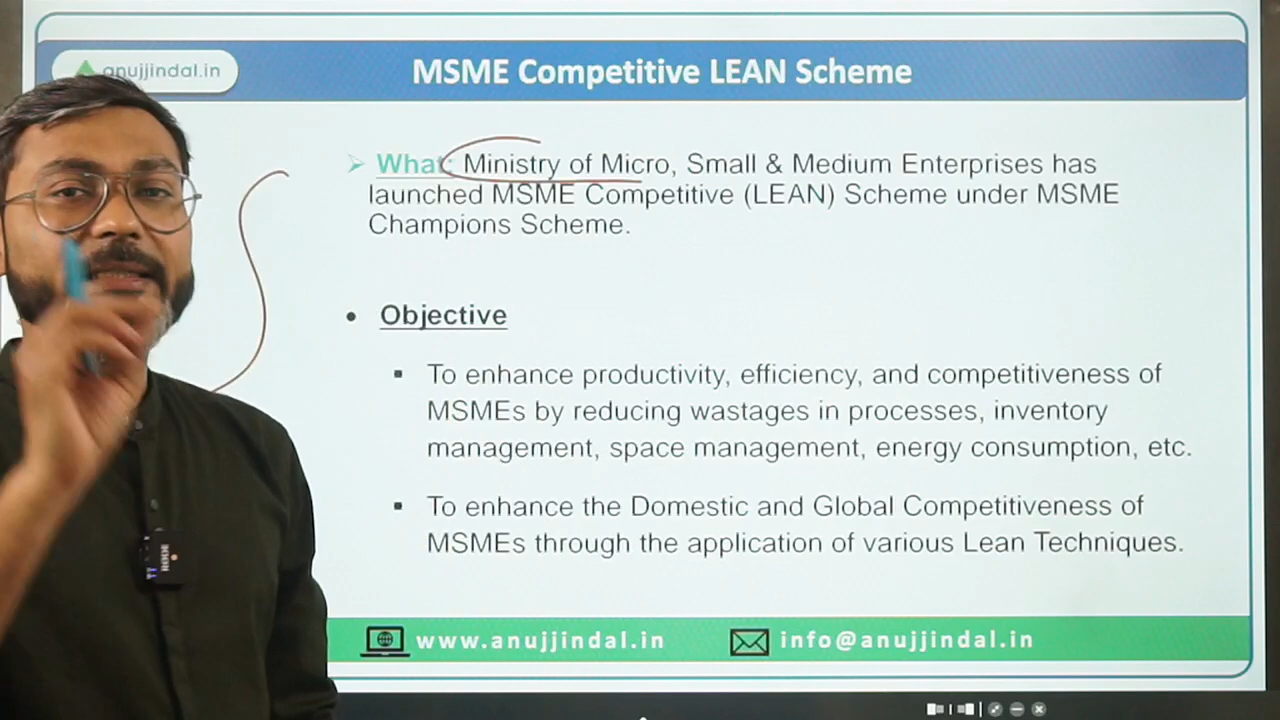 anujjindal.in
MSME Competitive LEAN Scheme
What: Ministry of Micro, Small & Medium Enterprises has
launched MSME Competitive (LEAN) Scheme under MSME
Champions Scheme.
Objective
To enhance productivity, efficiency, and competitiveness of
MSMEs by reducing wastages in processes, inventory
management, space management, energy consumption, etc.
To enhance the Domestic and Global Competitiveness of
MSMEs through the application of various Lean Techniques.
RODE
www.anujjindal.in
info@anujjindal.in